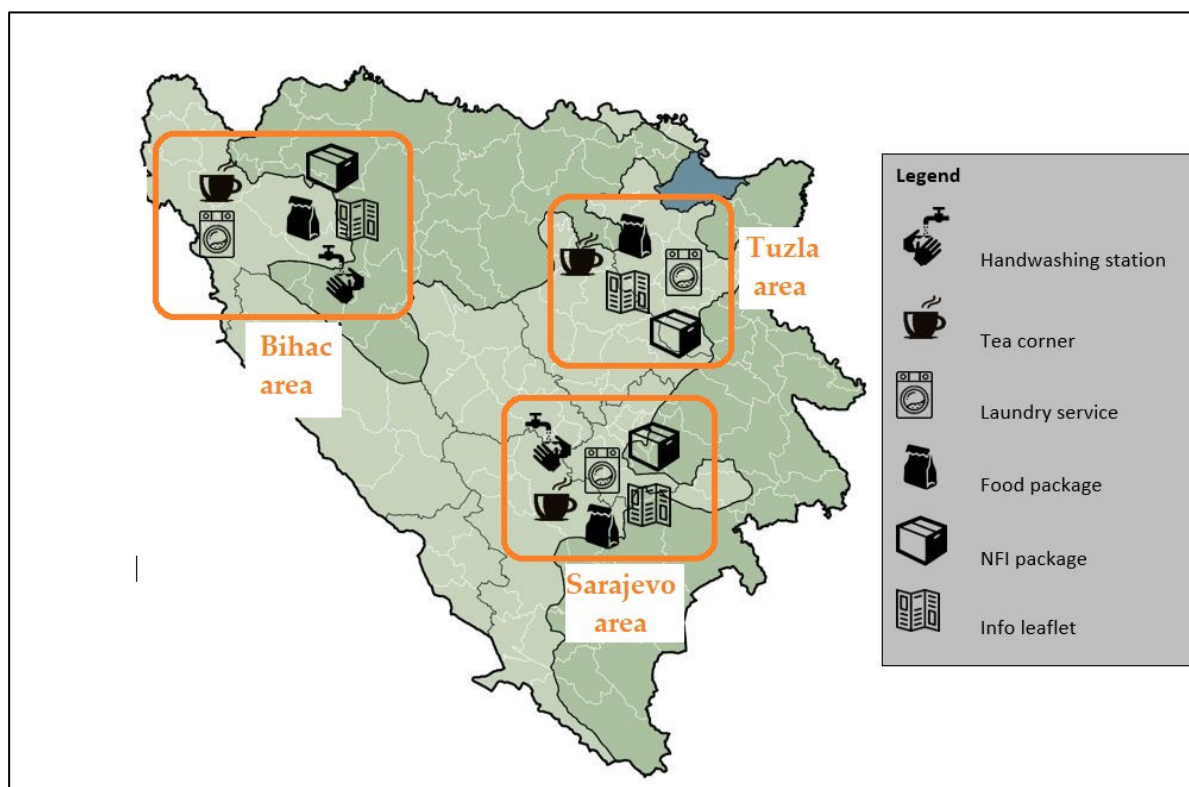 Tuzla
area
Bihac
area
Sarajevo
area
Legend
Handwashing station
Tea corner
Laundry service
Food package
NFI package
Info leaflet